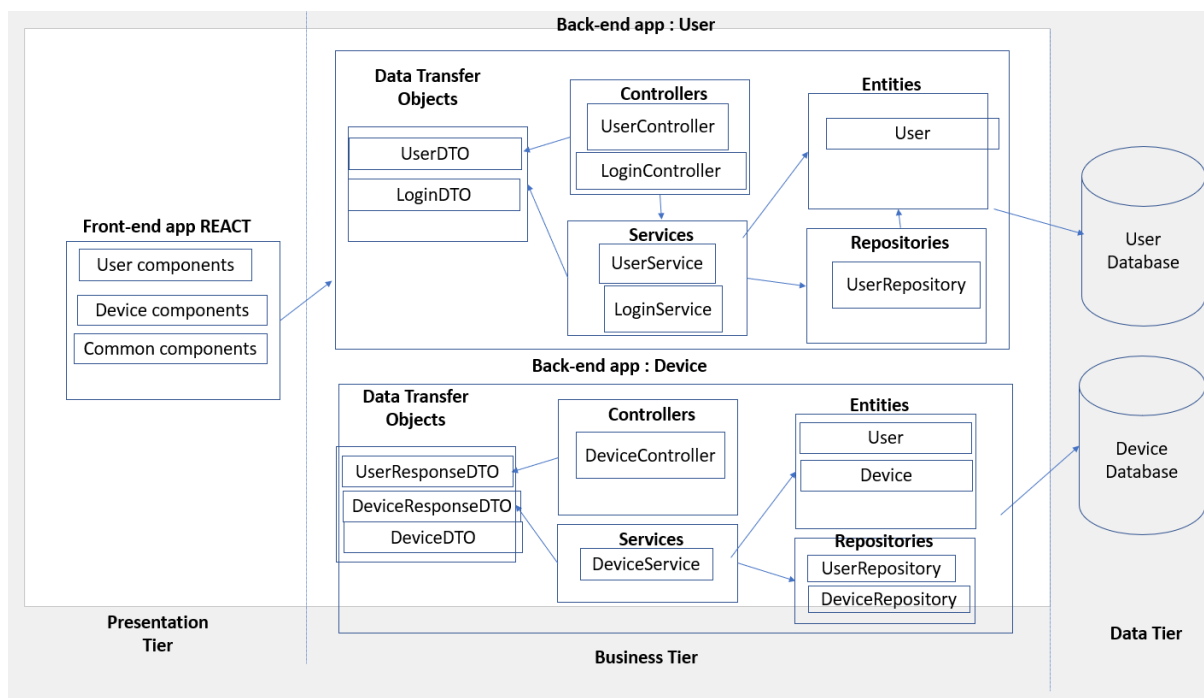 Back-end app : User
Data Transfer
Objects
UserDTO
LoginDTO
Controllers
UserController
LoginController
Services
UserService
LoginService
Entities
User
Repositories
UserRepository
User
Database
Front-end app REACT
User components
Device components
Common components
Back-end app : Device
Data Transfer
Objects
UserResponseDTO
DeviceResponseDTO
DeviceDTO
Controllers
DeviceController
Services
DeviceService
Entities
User
Device
Repositories
UserRepository
DeviceRepository
Device
Database
Presentation
Tier
Business Tier
Data Tier